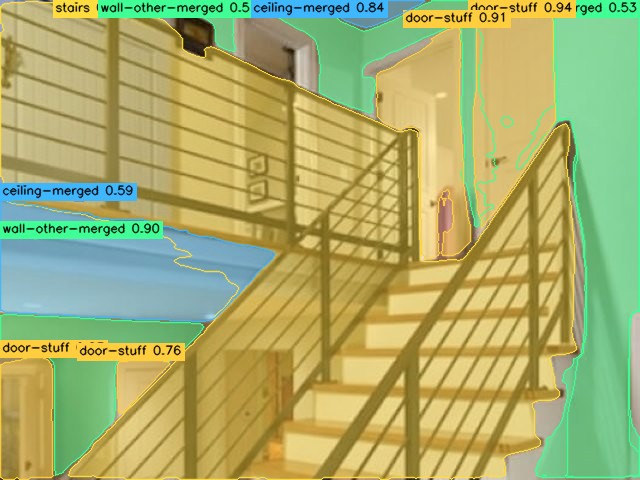 stairs
wall-other-merged 0.5
ceiling-merged 0.84
door-stuff 0.91
door-stuff 0.94
rged 0.53
ceiling-merged 0.59
wall-other-merged 0.90
door-stuff
door-stuff 0.76